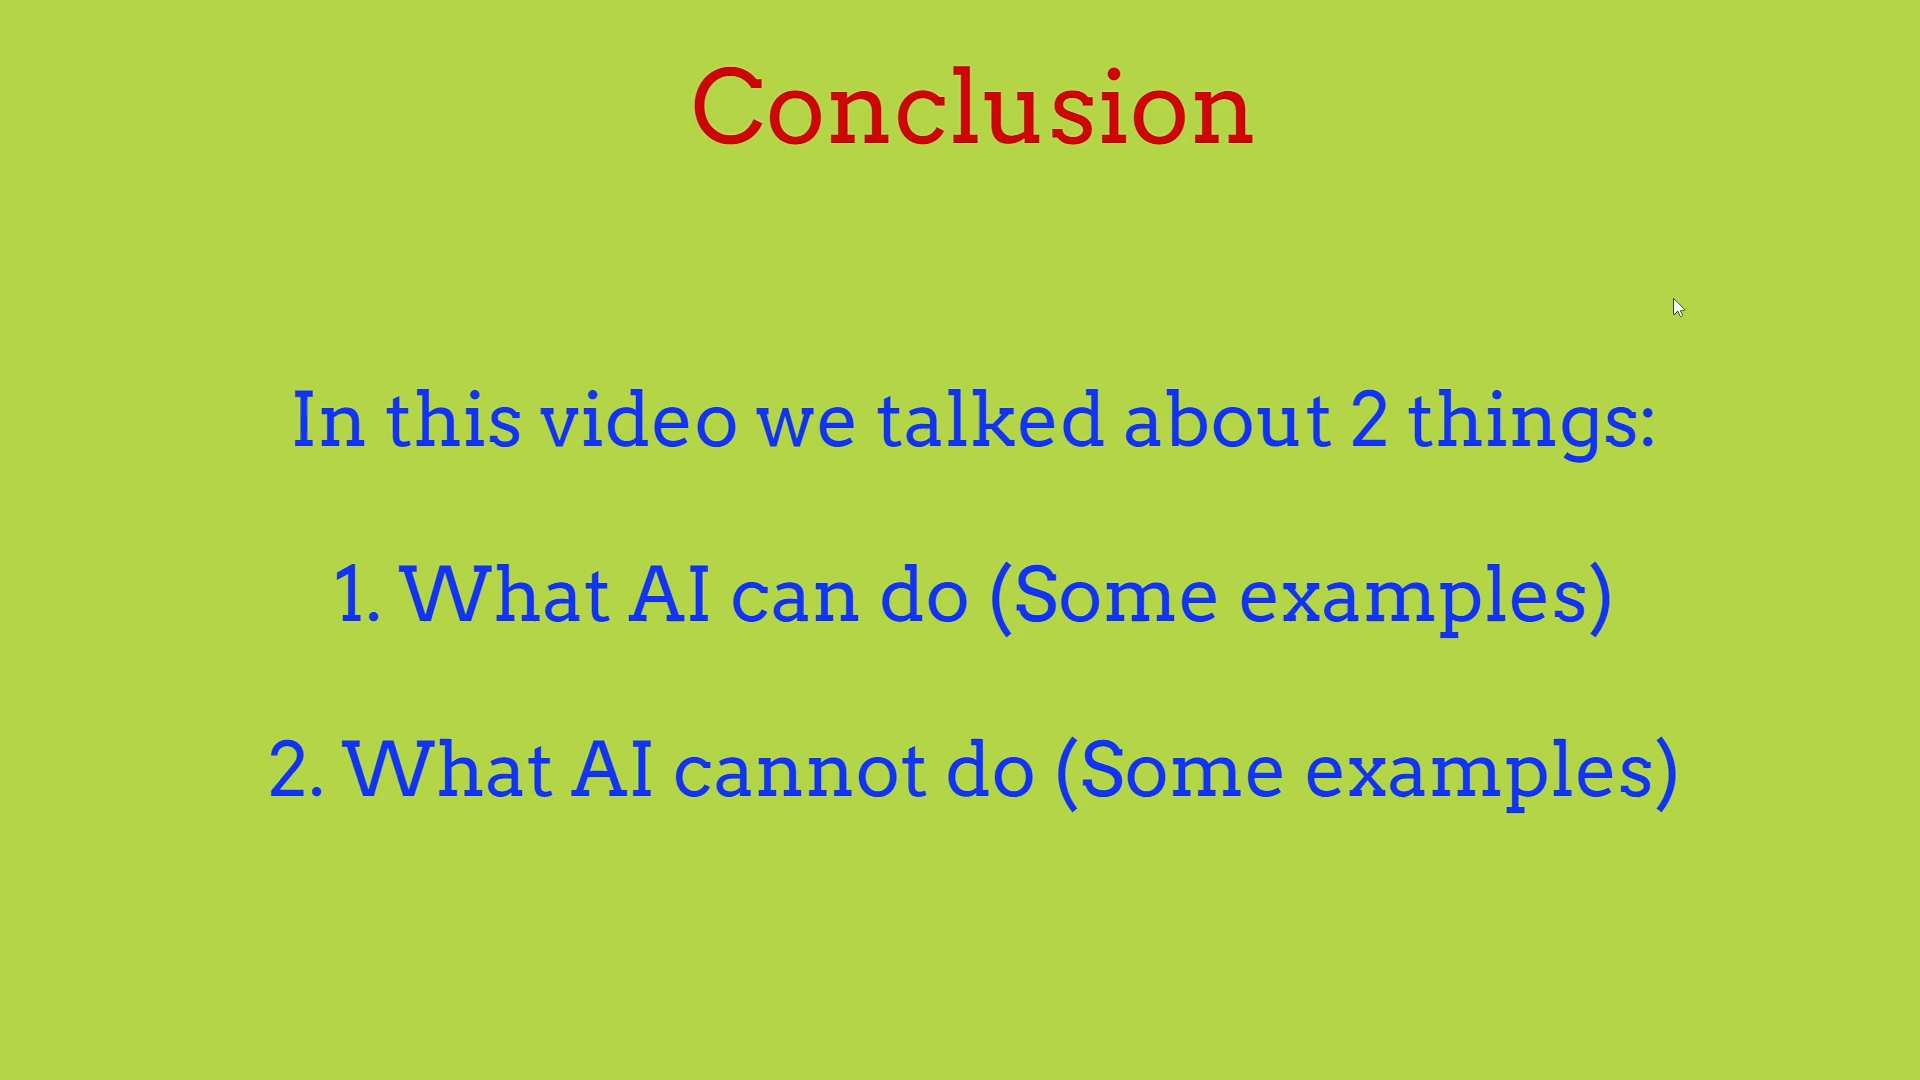 Conclusion
In this video we talked about 2 things:
1. What AI can do (Some examples)
2. What AI cannot do (Some examples)